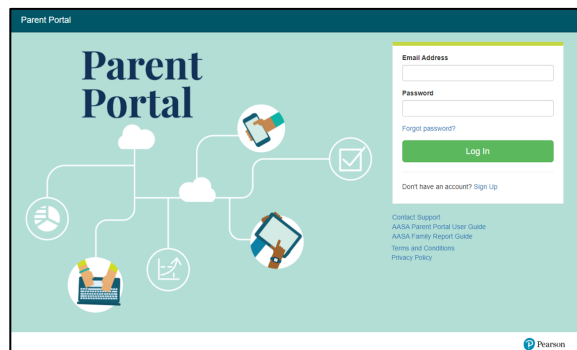 Parent Portal
Parent
Portal
Email Address
Password
Forgot password?
Log In
Don't have an account? Sign Up
Contact Support
AASA Parent Portal User Guide
AASA Family Report Guide
Terms and Conditions
Privacy Policy
Pearson